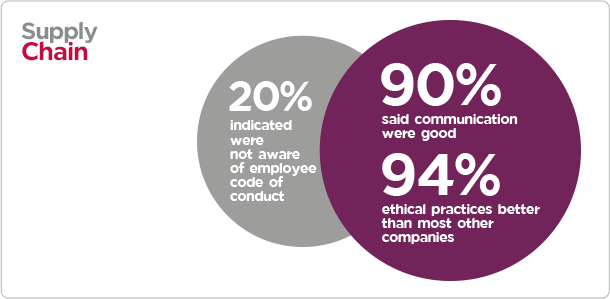 Supply
Chain
20%
indicated
were
not aware
of employee
code of
conduct
90%
said communication
were good
94%
ethical practices better
than most other
companies